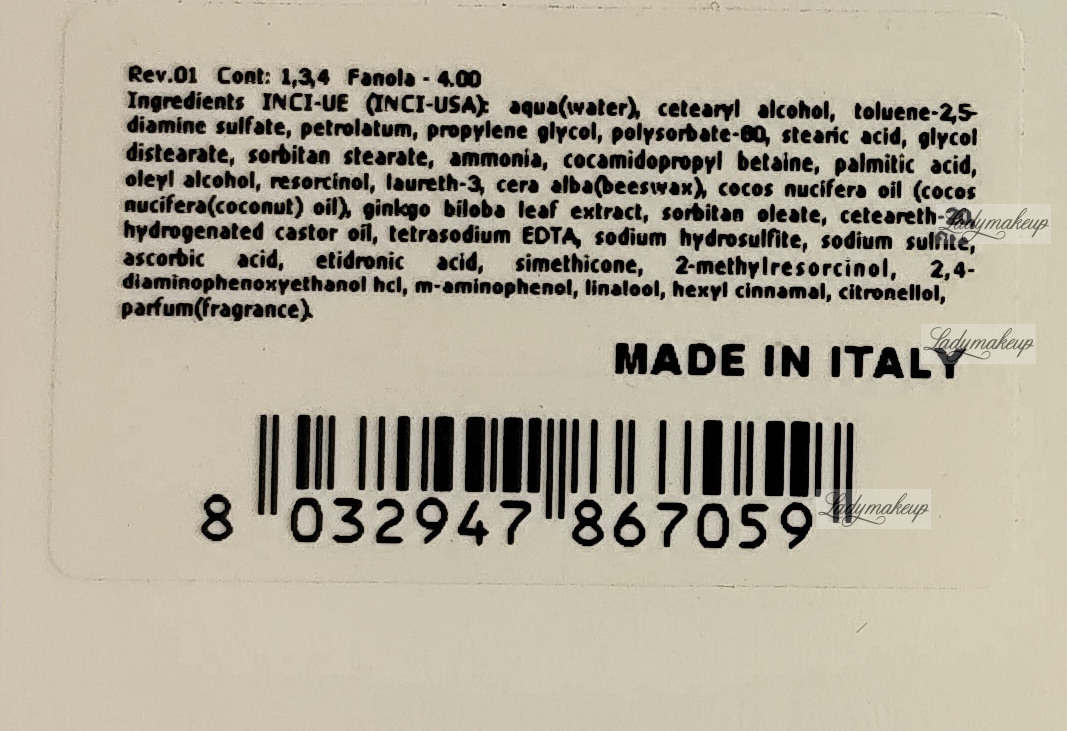 Rev.01 Cont: 1,3,4 Fanola - 4.00
Ingredients INCI-UE (INCI-USA): aqua(water), cetearyl alcohol, toluene-2,5-
diamine sulfate, petrolatum, propylene glycol, polysorbate-60, stearic acid, glycol
distearate, sorbitan stearate, ammonia, cocamidopropyl betaine, palmitic acid,
oleyl alcohol, resorcinol, laureth-3, cera alba(beeswax), cocos nucifera oil (cocos
nucifera(coconut) oil), ginkgo biloba leaf extract, sorbitan oleate, ceteareth-20,
Ladymakeup
hydrogenated castor oil, tetrasodium EDTA, sodium hydrosulfite, sodium sulfite,
ascorbic acid, etidronic acid, simethicone, 2-methylresorcinol, 2,4-
diaminophenoxyethanol hcl, m-aminophenol, linalool, hexyl cinnamal, citronellol,
parfum(fragrance).
Ladymakeup
MADE IN ITALY
Ladymakeup
8 032947 867059